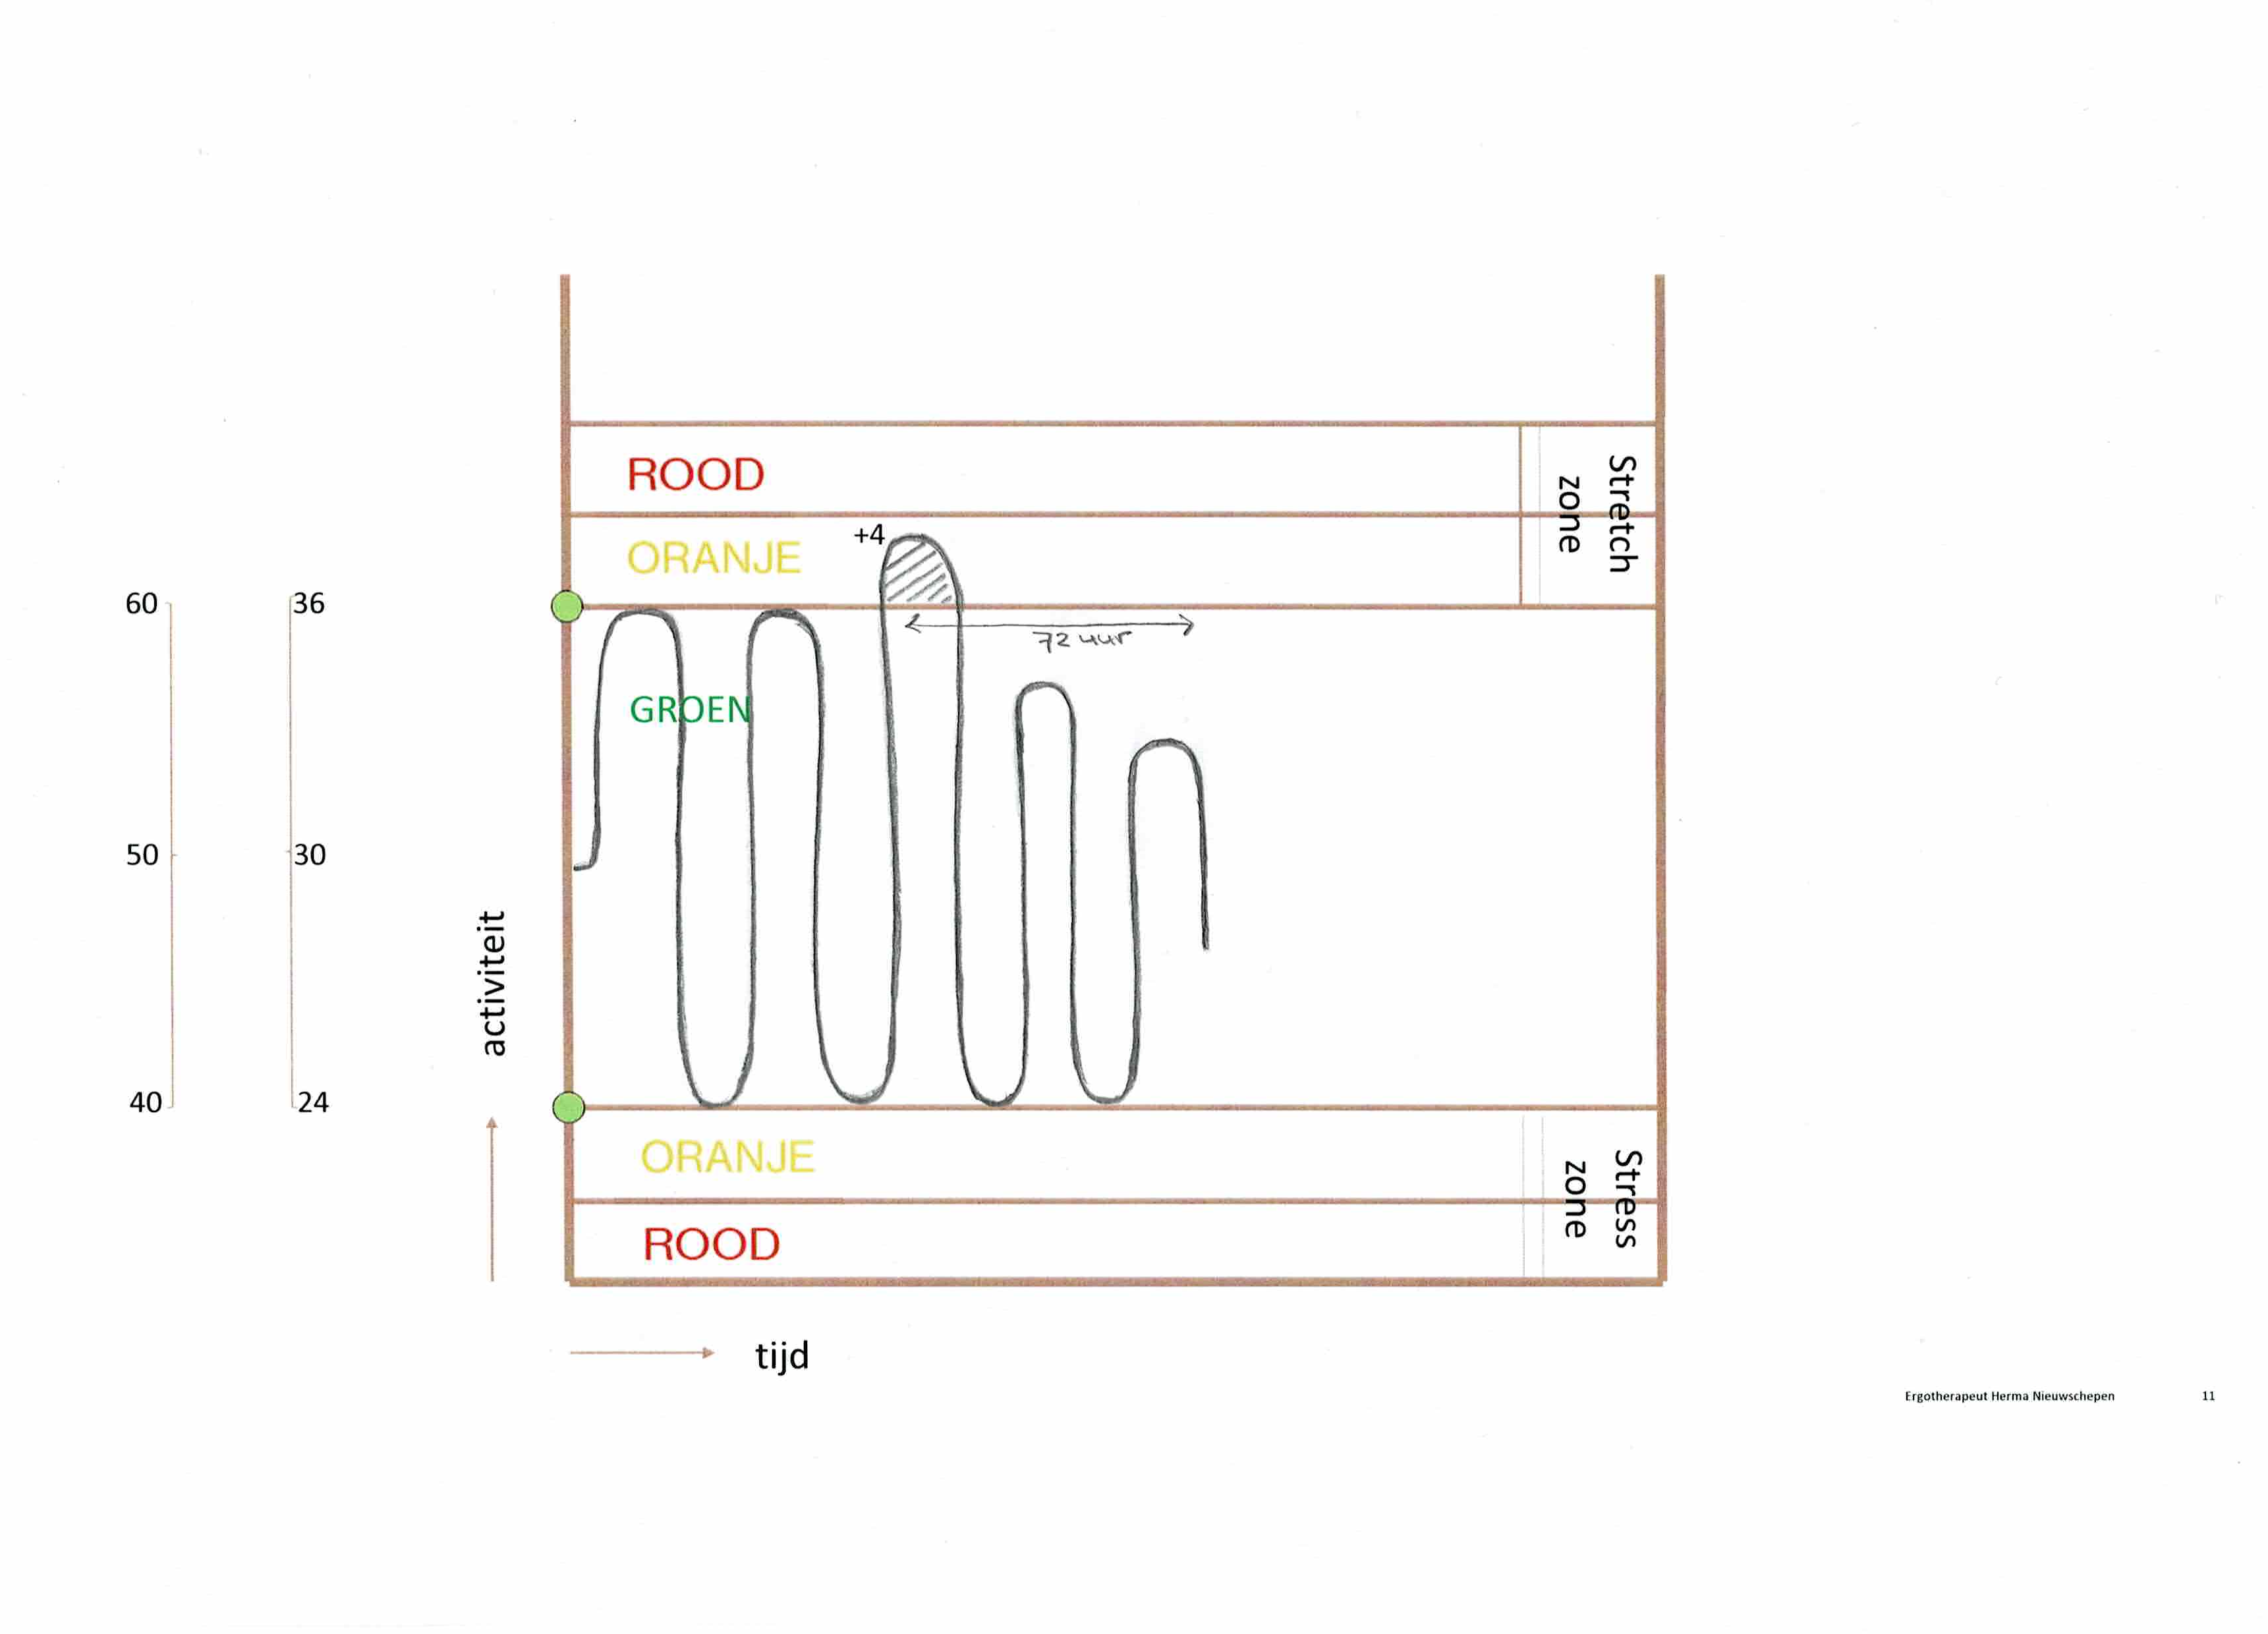 ROOD
Stretch
zone
+4
ORANJE
60
36
72 uur
GROEN
50
30
activiteit
40
24
ORANJE
Stress
zone
ROOD
tijd
Ergotherapeut Herma Nieuwschepen
11